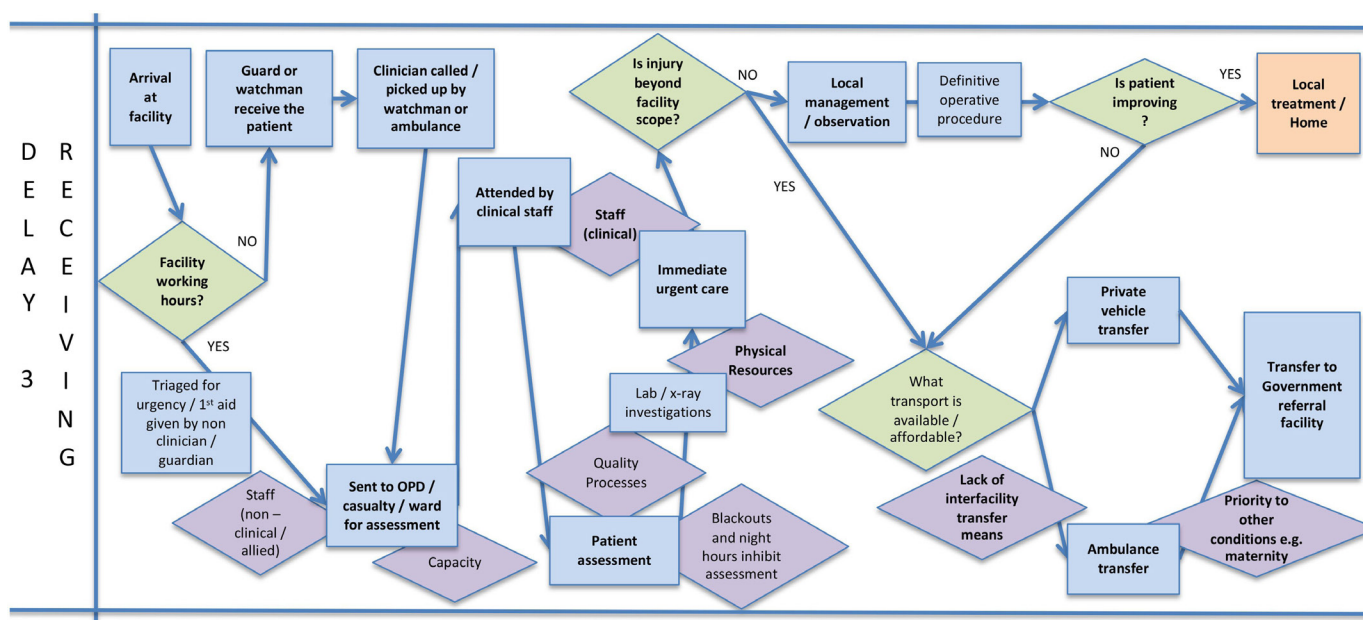 DELAY 3
RECEIVING
Arrival
at
facility
Guard or
watchman
receive the
patient
Clinician called /
picked up by
watchman or
ambulance
Facility
working
hours?
NO
YES
Triaged for
urgency / 1st aid
given by non
clinician /
guardian
Staff
(non –
clinical /
allied)
Sent to OPD /
casualty / ward
for assessment
Capacity
Attended by
clinical staff
Staff
(clinical)
Patient
assessment
Quality
Processes
Blackouts
and night
hours inhibit
assessment
Lab / x-ray
investigations
Physical
Resources
Immediate
urgent care
Is injury
beyond
facility
scope?
NO
YES
Local
management
/ observation
Definitive
operative
procedure
Is patient
improving
?
YES
NO
Local
treatment /
Home
What
transport is
available /
affordable?
Private
vehicle
transfer
Lack of
interfacility
transfer
means
Ambulance
transfer
Priority to
other
conditions e.g.
maternity
Transfer to
Government
referral
facility